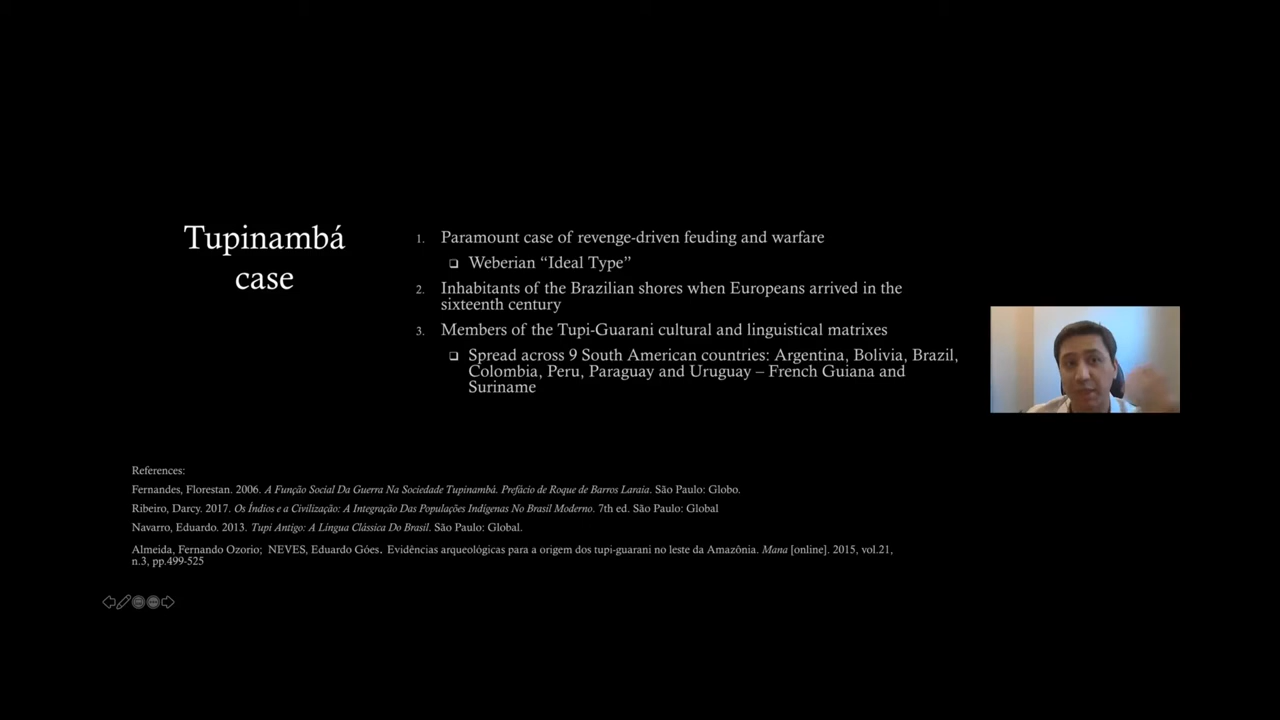 Tupinambá
case
1. Paramount case of revenge-driven feuding and warfare
❑ Weberian “Ideal Type”
2. Inhabitants of the Brazilian shores when Europeans arrived in the
sixteenth century
3. Members of the Tupi-Guarani cultural and linguistical matrixes
❑ Spread across 9 South American countries: Argentina, Bolivia, Brazil,
Colombia, Peru, Paraguay and Uruguay – French Guiana and
Suriname
References:
Fernandes, Florestan. 2006. A Função Social Da Guerra Na Sociedade Tupinambá. Prefácio de Roque de Barros Laraia. São Paulo: Globo.
Ribeiro, Darcy. 2017. Os Índios e a Civilização: A Integração Das Populações Indígenas No Brasil Moderno. 7th ed. São Paulo: Global
Navarro, Eduardo. 2013. Tupi Antigo: A Língua Clássica Do Brasil. São Paulo: Global.
Almeida, Fernando Ozorio; NEVES, Eduardo Góes. Evidências arqueológicas para a origem dos tupi-guarani no leste da Amazônia. Mana [online]. 2015, vol.21,
n.3, pp.499-525